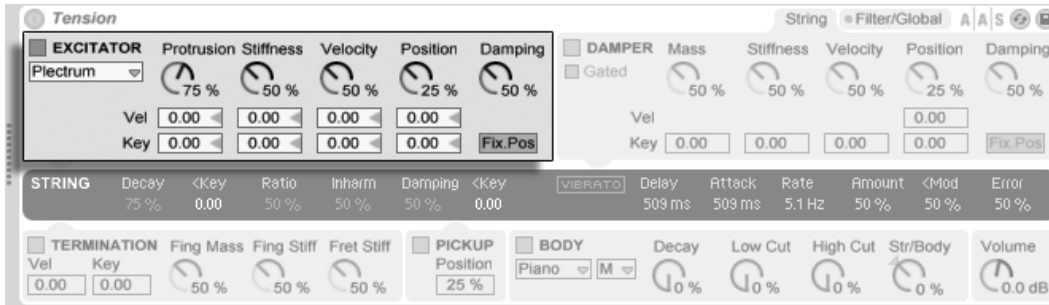 Tension String Filter/Global A A S
EXCITATOR Protrusion Stiffness Velocity Position Damping
Plectrum 75 % 50 % 50 % 25 % 50 %
Vel 0.00 0.00 0.00 0.00
Key 0.00 0.00 0.00 0.00 Fix.Pos
DAMPER Mass Stiffness Velocity Position Damping
Gated 50 % 50 % 50 % 25 % 50 %
Vel 0.00
Key 0.00 0.00 0.00 0.00 Fix.Pos
STRING Decay <Key Ratio Inharm Damping <Key VIBRATO Delay Attack Rate Amount <Mod Error
75 % 0.00 50 % 50 % 50 % 0.00 509 ms 509 ms 5.1 Hz 50 % 50 % 50 %
TERMINATION Fing Mass Fing Stiff Fret Stiff
Vel Key
0.00 0.00 50 % 50 % 50 %
PICKUP
Position
25 %
BODY Decay Low Cut High Cut Str/Body
Piano M 0 % 0 % 0 % 0 %
Volume
0.0 dB